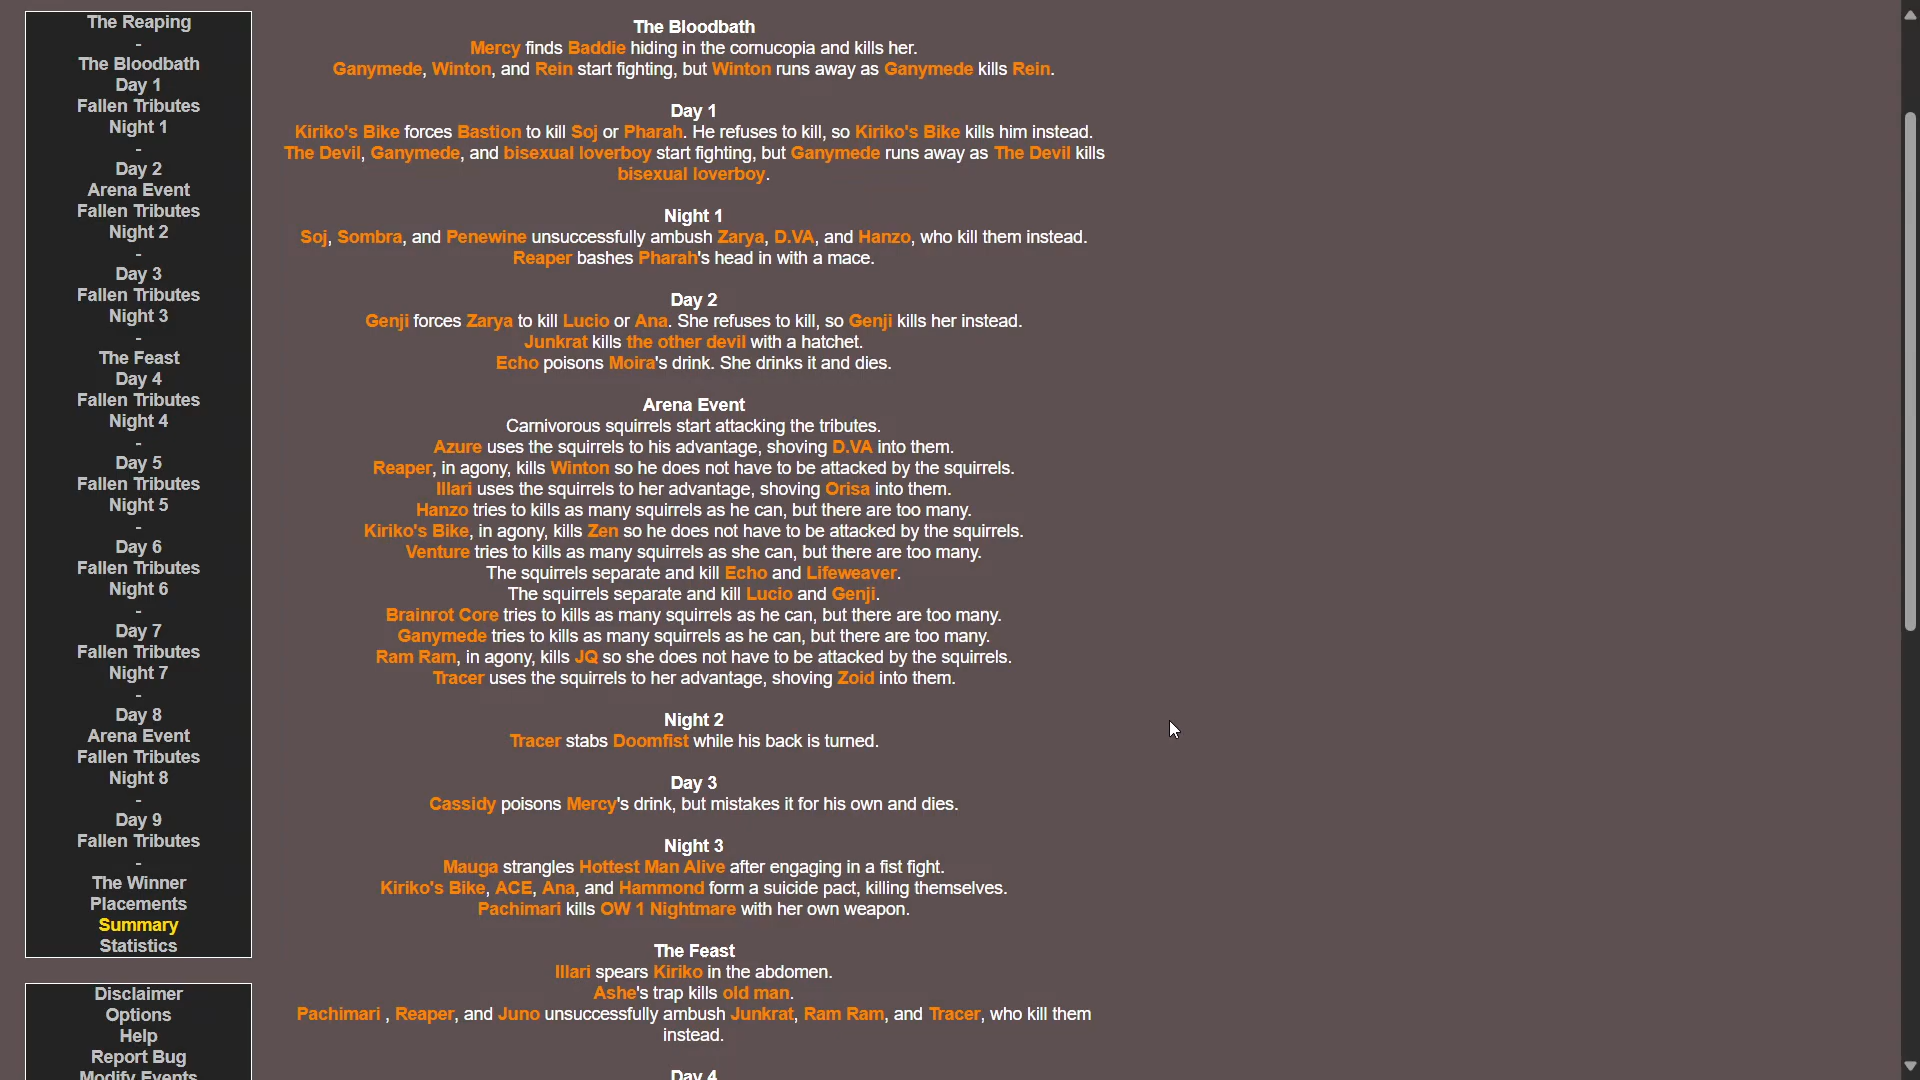 The Reaping
-
The Bloodbath
Day 1
Fallen Tributes
Night 1
-
Day 2
Arena Event
Fallen Tributes
Night 2
-
Day 3
Fallen Tributes
Night 3
-
The Feast
Day 4
Fallen Tributes
Night 4
-
Day 5
Fallen Tributes
Night 5
-
Day 6
Fallen Tributes
Night 6
-
Day 7
Fallen Tributes
Night 7
-
Day 8
Arena Event
Fallen Tributes
Night 8
-
Day 9
Fallen Tributes
-
The Winner
Placements
Summary
Statistics
Disclaimer
Options
Help
Report Bug
Modify Events
The Bloodbath
Mercy finds Baddie hiding in the cornucopia and kills her.
Ganymede, Winton, and Rein start fighting, but Winton runs away as Ganymede kills Rein.
Day 1
Kiriko's Bike forces Bastion to kill Soj or Pharah. He refuses to kill, so Kiriko's Bike kills him instead.
The Devil, Ganymede, and bisexual loverboy start fighting, but Ganymede runs away as The Devil kills
bisexual loverboy.
Night 1
Soj, Sombra, and Penewine unsuccessfully ambush Zarya, D.VA, and Hanzo, who kill them instead.
Reaper bashes Pharah's head in with a mace.
Day 2
Genji forces Zarya to kill Lucio or Ana. She refuses to kill, so Genji kills her instead.
Junkrat kills the other devil with a hatchet.
Echo poisons Moira's drink. She drinks it and dies.
Arena Event
Carnivorous squirrels start attacking the tributes.
Azure uses the squirrels to his advantage, shoving D.VA into them.
Reaper, in agony, kills Winton so he does not have to be attacked by the squirrels.
Illari uses the squirrels to her advantage, shoving Orisa into them.
Hanzo tries to kills as many squirrels as he can, but there are too many.
Kiriko's Bike, in agony, kills Zen so he does not have to be attacked by the squirrels.
Venture tries to kills as many squirrels as she can, but there are too many.
The squirrels separate and kill Echo and Lifeweaver.
The squirrels separate and kill Lucio and Genji.
Brainrot Core tries to kills as many squirrels as he can, but there are too many.
Ganymede tries to kills as many squirrels as he can, but there are too many.
Ram Ram, in agony, kills JQ so she does not have to be attacked by the squirrels.
Tracer uses the squirrels to her advantage, shoving Zoid into them.
Night 2
Tracer stabs Doomfist while his back is turned.
Day 3
Cassidy poisons Mercy's drink, but mistakes it for his own and dies.
Night 3
Mauga strangles Hottest Man Alive after engaging in a fist fight.
Kiriko's Bike, ACE, Ana, and Hammond form a suicide pact, killing themselves.
Pachimari kills OW 1 Nightmare with her own weapon.
The Feast
Illari spears Kiriko in the abdomen.
Ashe's trap kills old man.
Pachimari , Reaper, and Juno unsuccessfully ambush Junkrat, Ram Ram, and Tracer, who kill them
instead.
Day 4